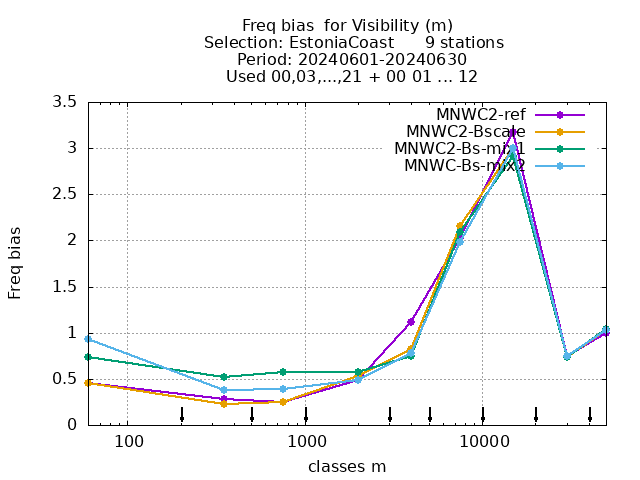 Freq bias  for Visibility (m)
Selection: EstoniaCoast      9 stations
Period: 20240601-20240630
Used 00,03,...,21 + 00 01 ... 12
MNWC2-ref
MNWC2-Bscale
MNWC2-Bs-mix1
MNWC-Bs-mix2
3.5
3
2.5
2
1.5
1
0.5
0
Freq bias
100
1000
10000
classes m